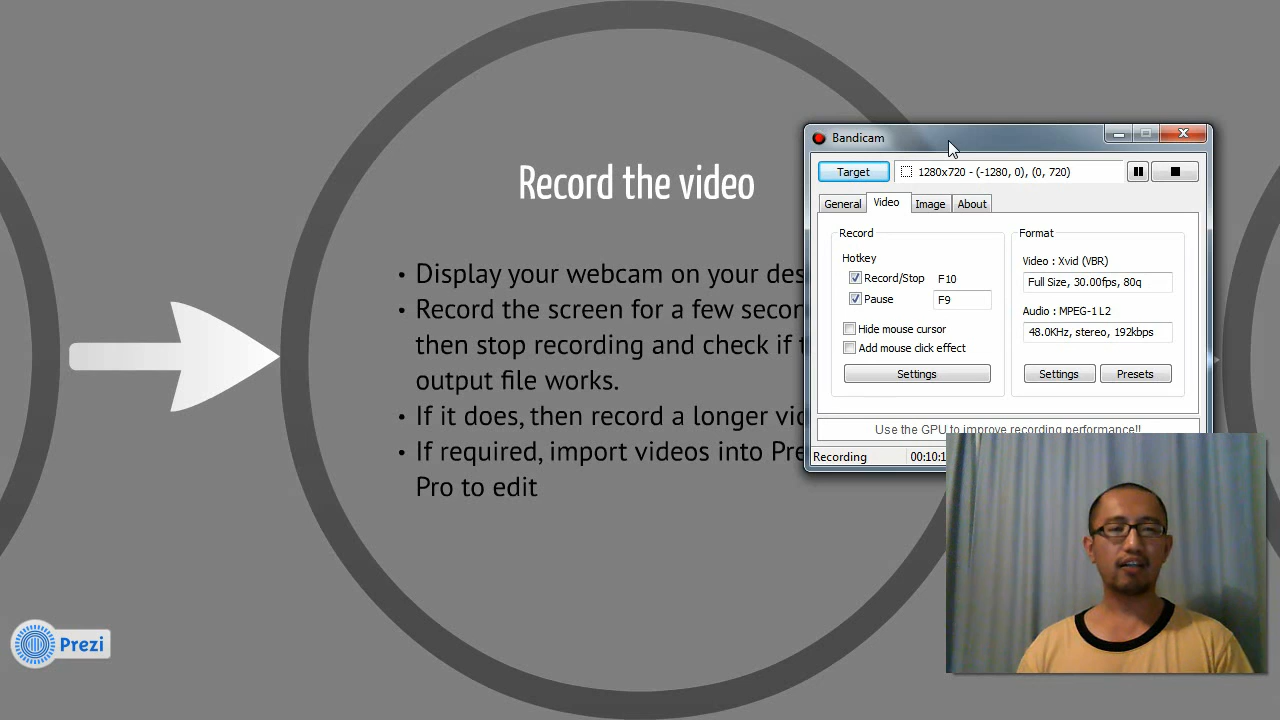 Record the video
• Display your webcam on your
• Record the screen for a few
then stop recording and check if
output file works.
• If it does, then record a longer
• If required, import videos into
Pro to edit
Prezi
Bandicam
Target
1280x720 - (-1280, 0), (0, 720)
General Video Image About
Record
Hotkey
Record/Stop F10
Pause F9
Hide mouse cursor
Add mouse click effect
Settings
Format
Video : Xvid (VBR)
Full Size, 30.00fps, 80q
Audio : MPEG-1 L2
48.0KHz, stereo, 192kbps
Settings Presets
Use the GPU to improve recording performance!!
Recording 00:10:1